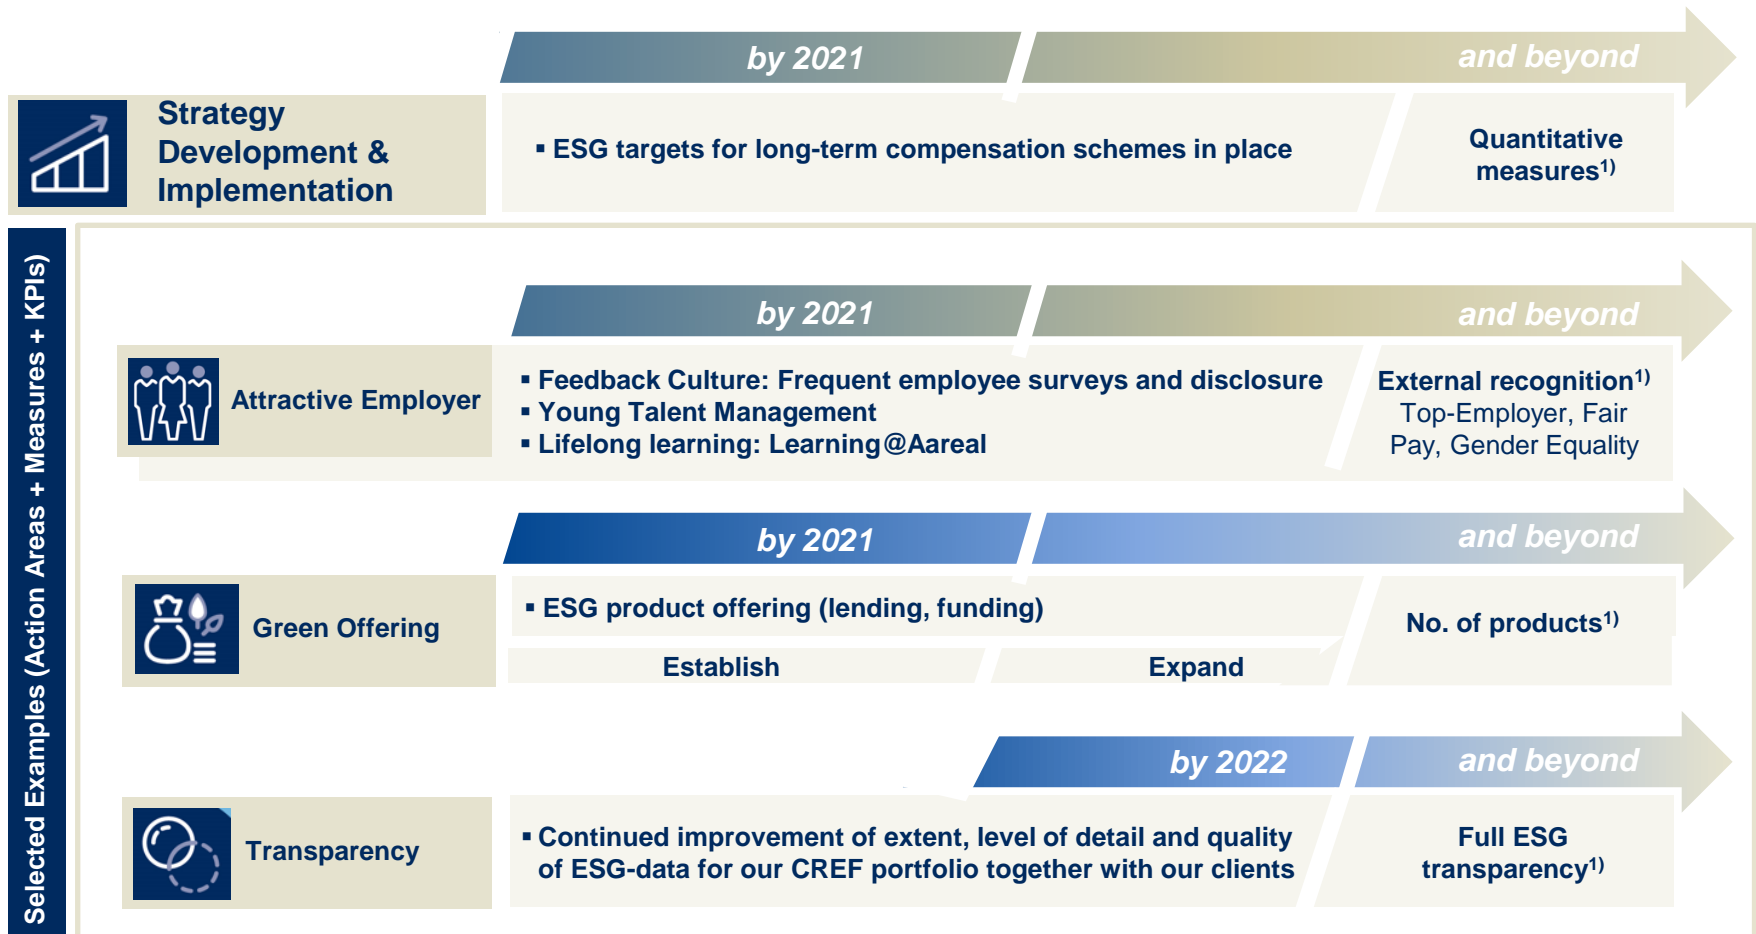 by 2021
and beyond
Strategy
Development &
Implementation
▪ ESG targets for long-term compensation schemes in place
Quantitative
measures1)
Selected Examples (Action Areas + Measures + KPIs)
by 2021
and beyond
Attractive Employer
▪ Feedback Culture: Frequent employee surveys and disclosure
▪ Young Talent Management
▪ Lifelong learning: Learning@Aareal
External recognition1)
Top-Employer, Fair
Pay, Gender Equality
by 2021
and beyond
Green Offering
▪ ESG product offering (lending, funding)
Establish
Expand
No. of products1)
by 2022
and beyond
Transparency
▪ Continued improvement of extent, level of detail and quality
of ESG-data for our CREF portfolio together with our clients
Full ESG
transparency1)